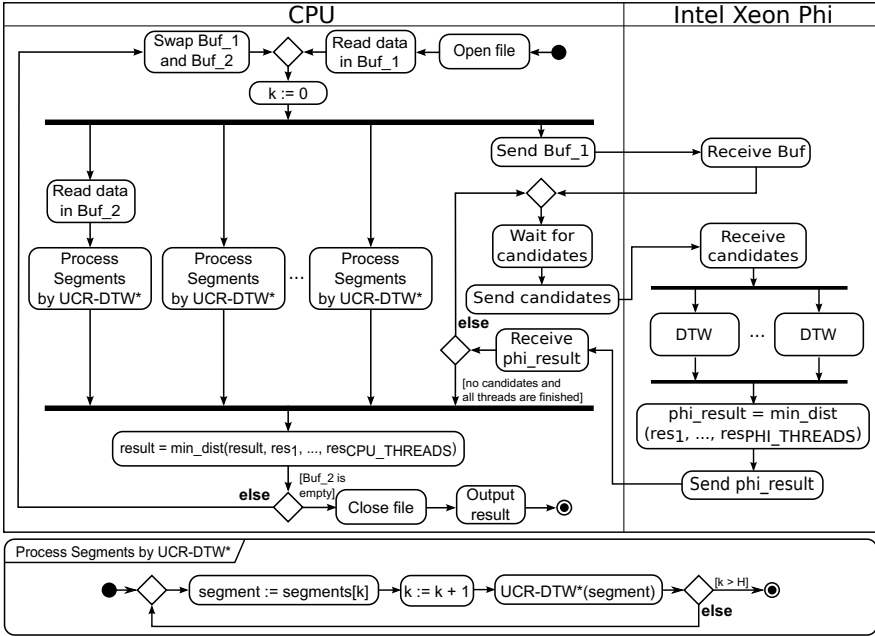 CPU
Intel Xeon Phi
Swap Buf_1
and Buf_2
Read data
in Buf_1
Open file
k := 0
Send Buf_1
Receive Buf
Read data
in Buf_2
Process
Segments
by UCR-DTW*
Process
Segments
by UCR-DTW*
...
Process
Segments
by UCR-DTW*
Wait for
candidates
Send candidates
Receive
candidates
DTW
...
DTW
else
Receive
phi_result
[no candidates and
all threads are finished]
phi_result = min_dist
(res1, ..., resPHI_THREADS)
Send phi_result
result = min_dist(result, res1, ..., resCPU_THREADS)
[Buf_2 is
empty]
else
Close file
Output
result
Process Segments by UCR-DTW*
segment := segments[k]
k := k + 1
UCR-DTW*(segment)
[k > H]
else